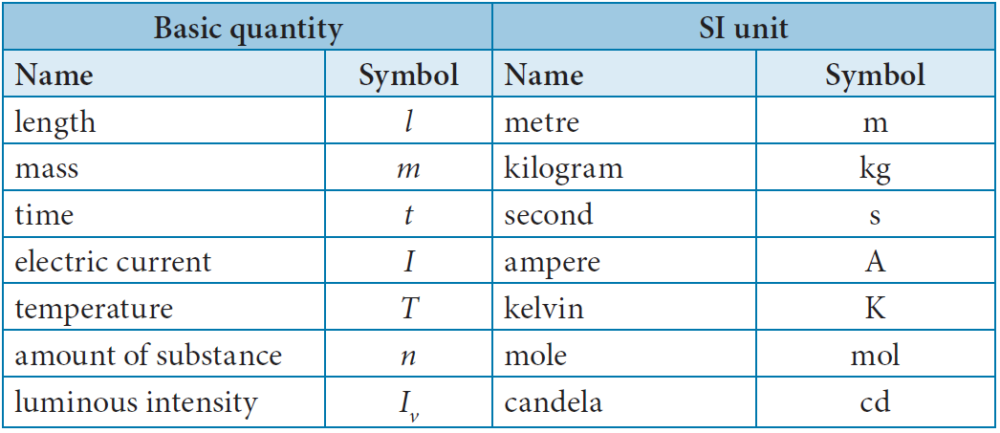 Basic quantity SI unit
Name Symbol Name Symbol
length l metre m
mass m kilogram kg
time t second s
electric current I ampere A
temperature T kelvin K
amount of substance n mole mol
luminous intensity Iv candela cd